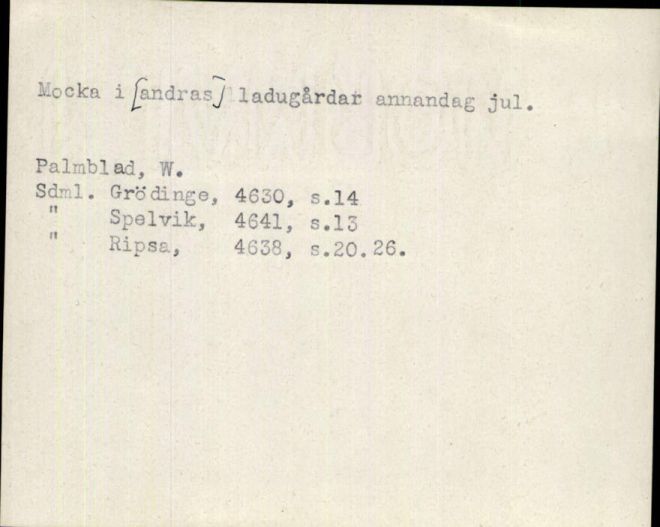 Mocka i [andras] ladugårdar annandag jul.
Palmblad, W.
Sdml. Grödinge, 4630, s.14
" Spelvik, 4641, s.13
" Ripsa, 4638, s.20.26.